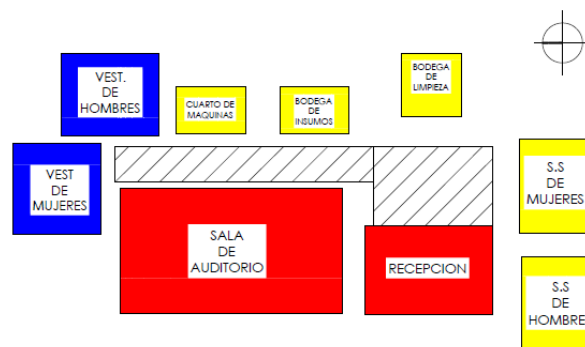 VEST.
DE
HOMBRES
CUARTO DE
MAQUINAS
BODEGA
DE
INSUMOS
BODEGA
DE
LIMPIEZA
VEST
DE
MUJERES
S.S
DE
MUJERES
SALA
DE
AUDITORIO
RECEPCION
S.S
DE
HOMBRE